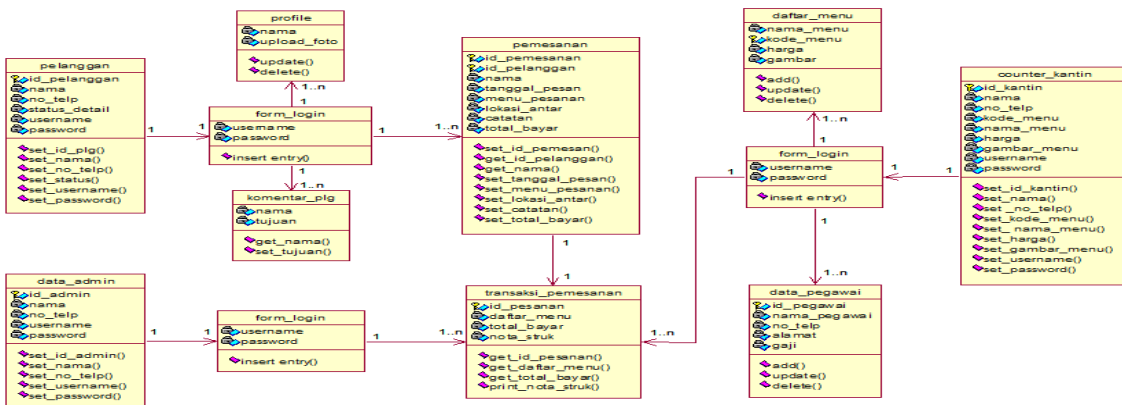 profile
nama
upload_foto
update()
delete()
pelanggan
id_pelanggan
nama
no_telp
status_detail
username
password
set_id_plg()
set_nama()
set_no_telp()
set_status()
set_username()
set_password()
1
1
form_login
username
password
insert entry()
1
1..n
1
1..n
1
1..n
komentar_plg
nama
tujuan
get_nama()
set_tujuan()
pemesanan
id_pemesanan
id_pelanggan
nama
tanggal_pesan
menu_pesanan
lokasi_antar
catatan
total_bayar
set_id_pemesan()
get_id_pelanggan()
get_nama()
set_tanggal_pesan()
set_menu_pesanan()
set_lokasi_antar()
set_catatan()
set_total_bayar()
1
1
daftar_menu
nama_menu
kode_menu
harga
gambar
add()
update()
delete()
1..n
1
form_login
username
password
insert entry()
1
1
1
1
1..n
1..n
counter_kantin
id_kantin
nama
no_telp
kode_menu
nama_menu
harga
gambar_menu
username
password
set_id_kantin()
set_nama()
set _no_telp()
set_kode_menu()
set_ nama_menu()
set_harga()
set_gambar_menu()
set_username()
set_password()
data_admin
id_admin
nama
no_telp
username
password
set_id_admin()
set_nama()
set_no_telp()
set_username()
set_password()
1
1
form_login
username
password
insert entry()
1
1..n
transaksi_pemesanan
id_pesanan
daftar_menu
total_bayar
nota_struk
get_id_pesanan()
get_daftar_menu()
get_total_bayar()
print_nota_struk()
data_pegawai
id_pegawai
nama_pegawai
no_telp
alamat
gaji
add()
update()
delete()